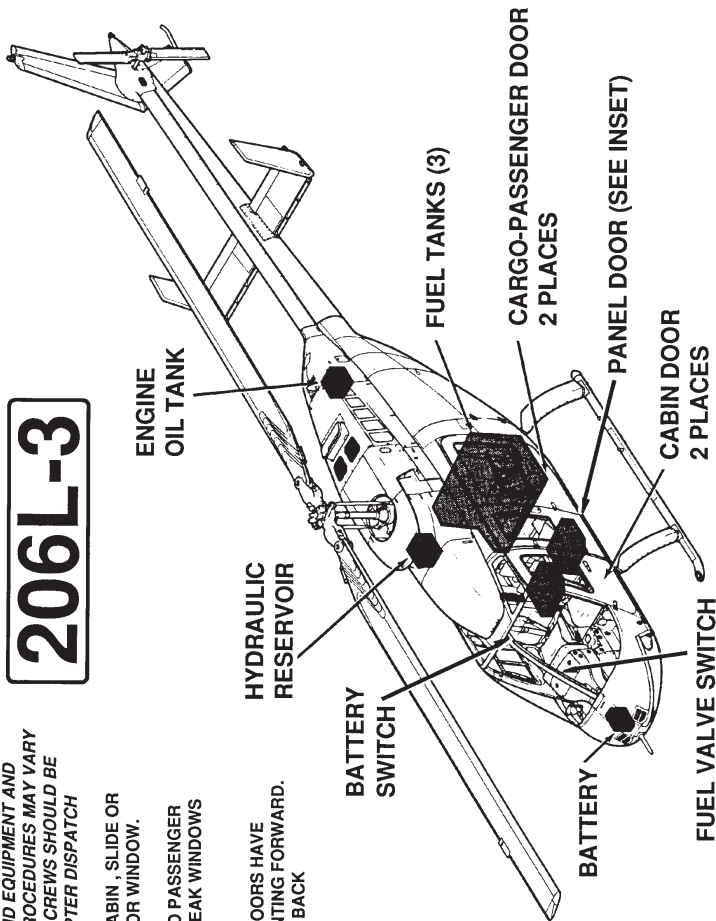 206L-3
ND EQUIPMENT AND
ROCEDURES MAY VARY
CREWS SHOULD BE
PTER DISPATCH
ABIN , SLIDE OR
OR WINDOW.
D PASSENGER
EAK WINDOWS
OORS HAVE
TING FORWARD.
BACK
ENGINE
OIL TANK
HYDRAULIC
RESERVOIR
BATTERY
SWITCH
BATTERY
FUEL VALVE SWITCH
FUEL TANKS (3)
CARGO-PASSENGER DOOR
2 PLACES
PANEL DOOR (SEE INSET)
CABIN DOOR
2 PLACES